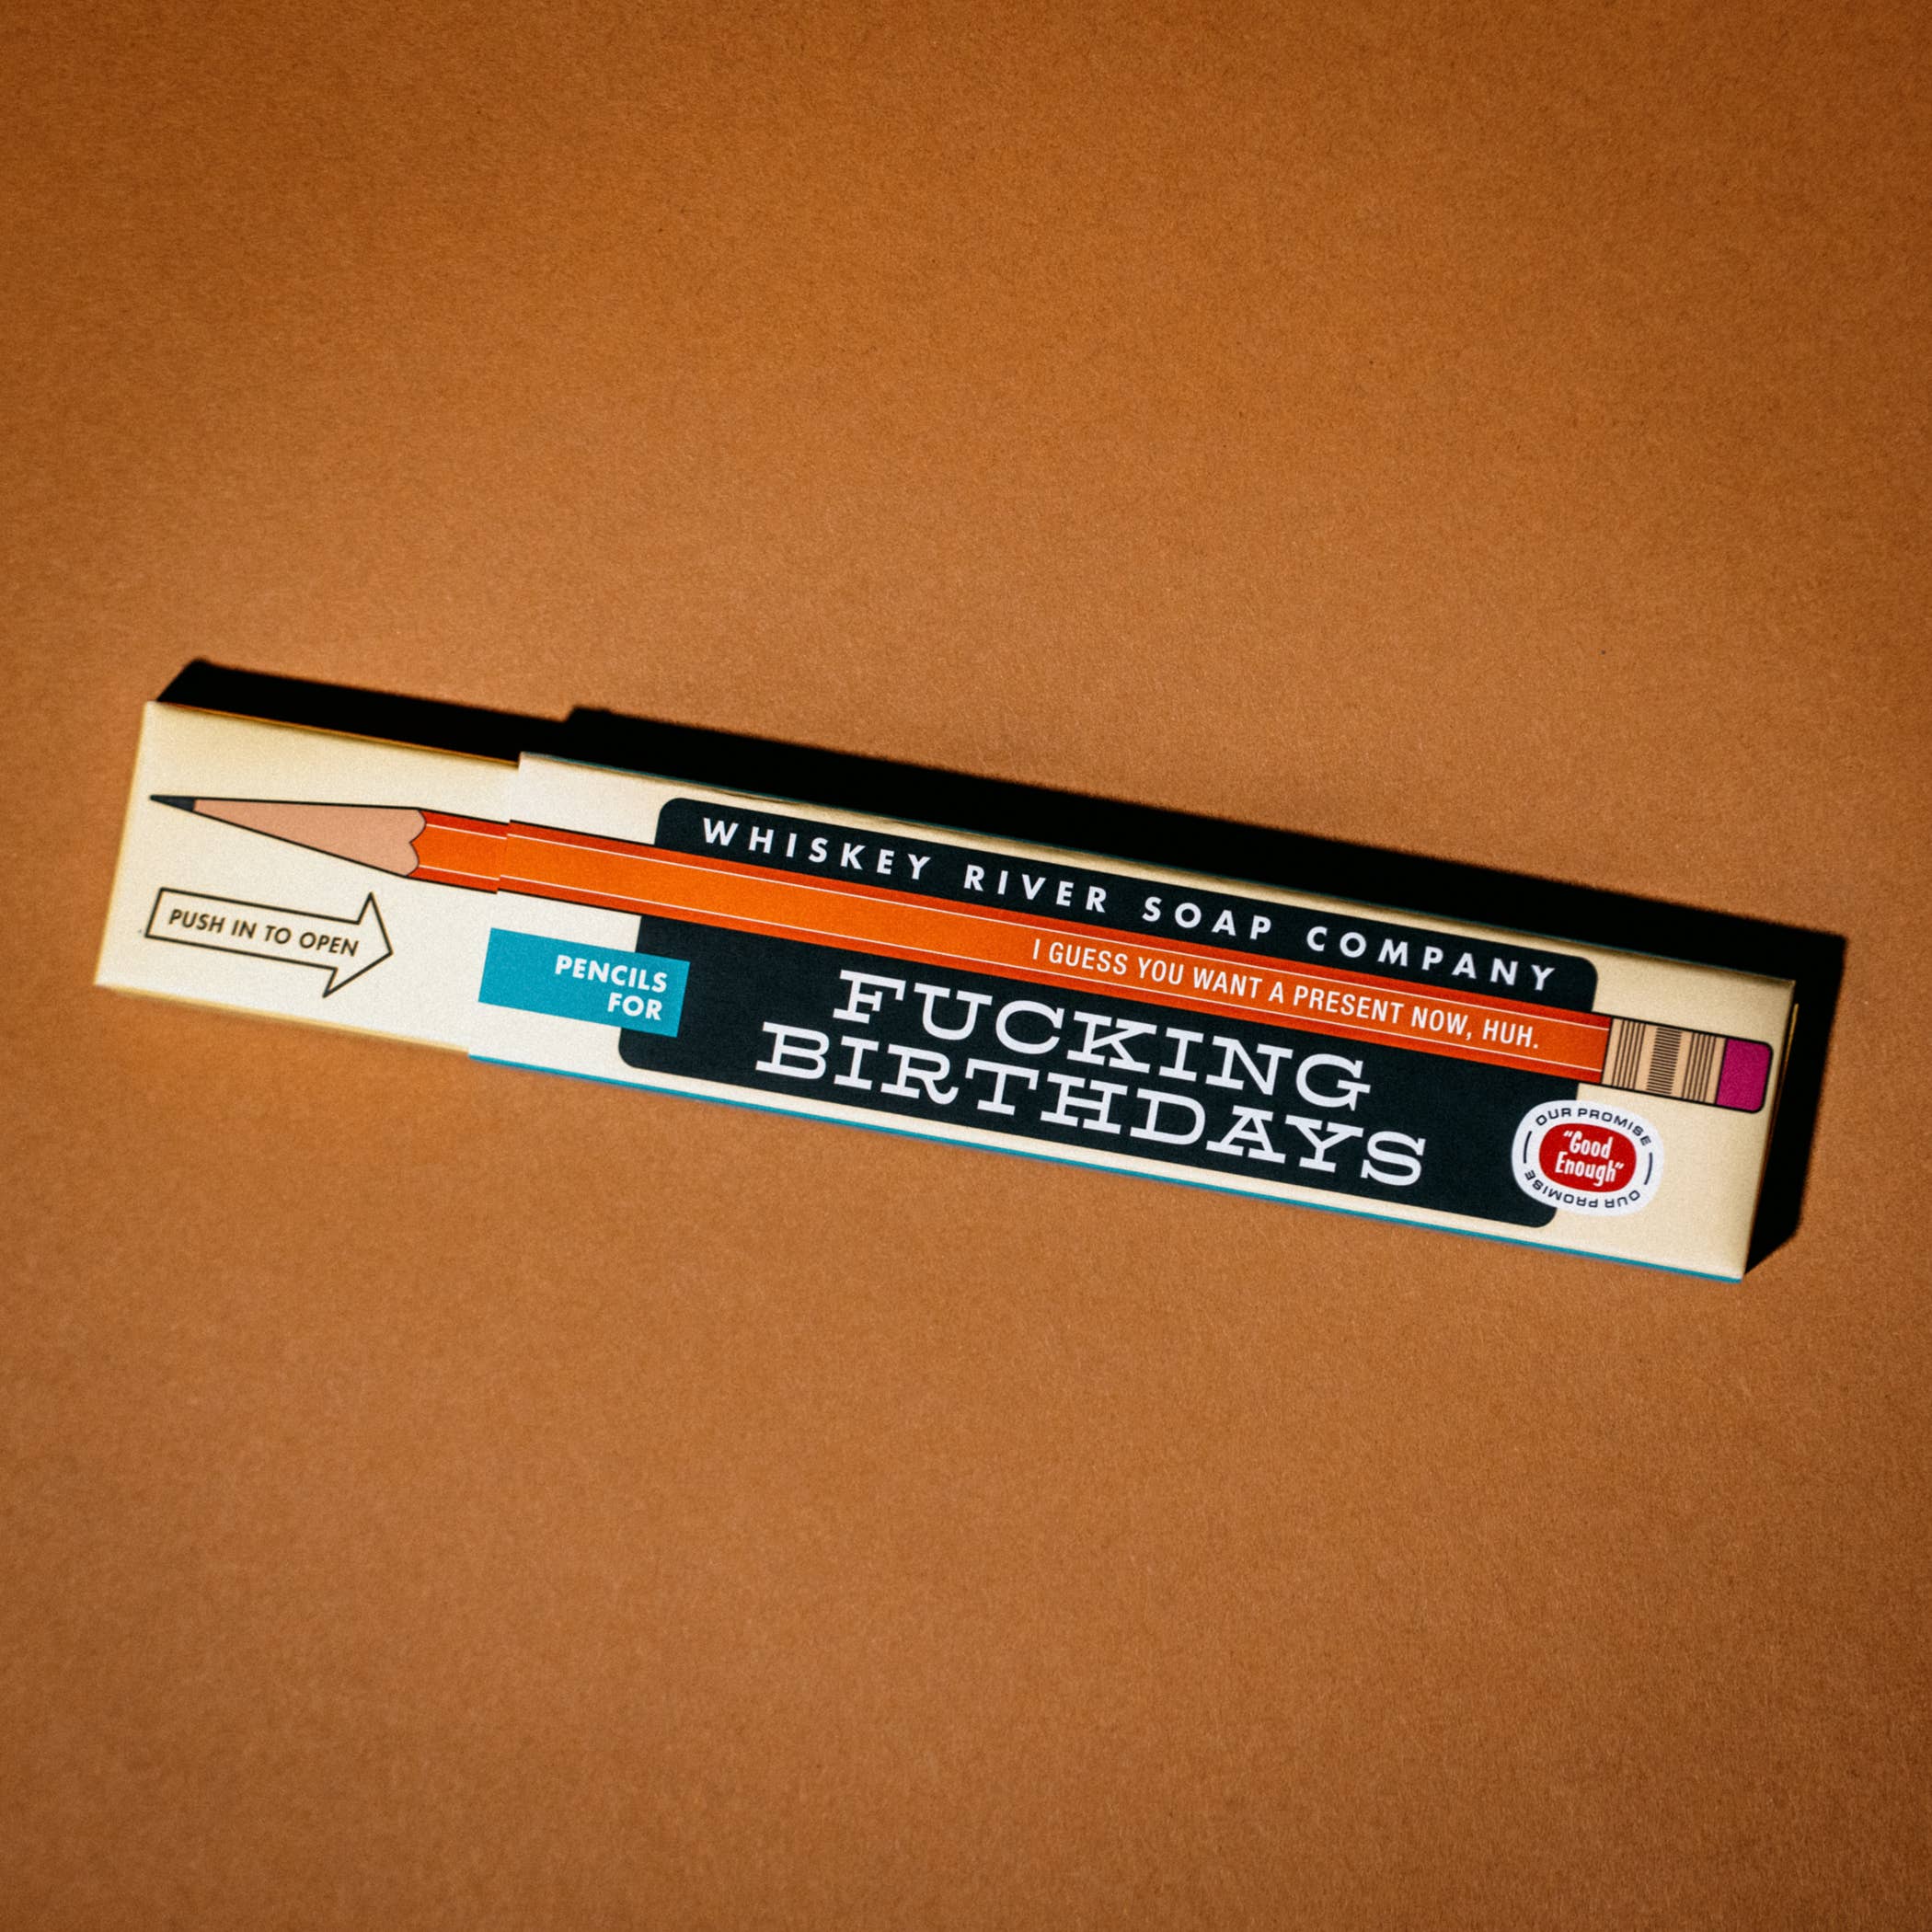 WHISKEY RIVER SOAP COMPANY
I GUESS YOU WANT A PRESENT NOW, HUH.
PUSH IN TO OPEN
PENCILS
FOR
FUCKING
BIRTHDAYS
OUR PROMISE
"Good
Enough"
OUR PROMISE